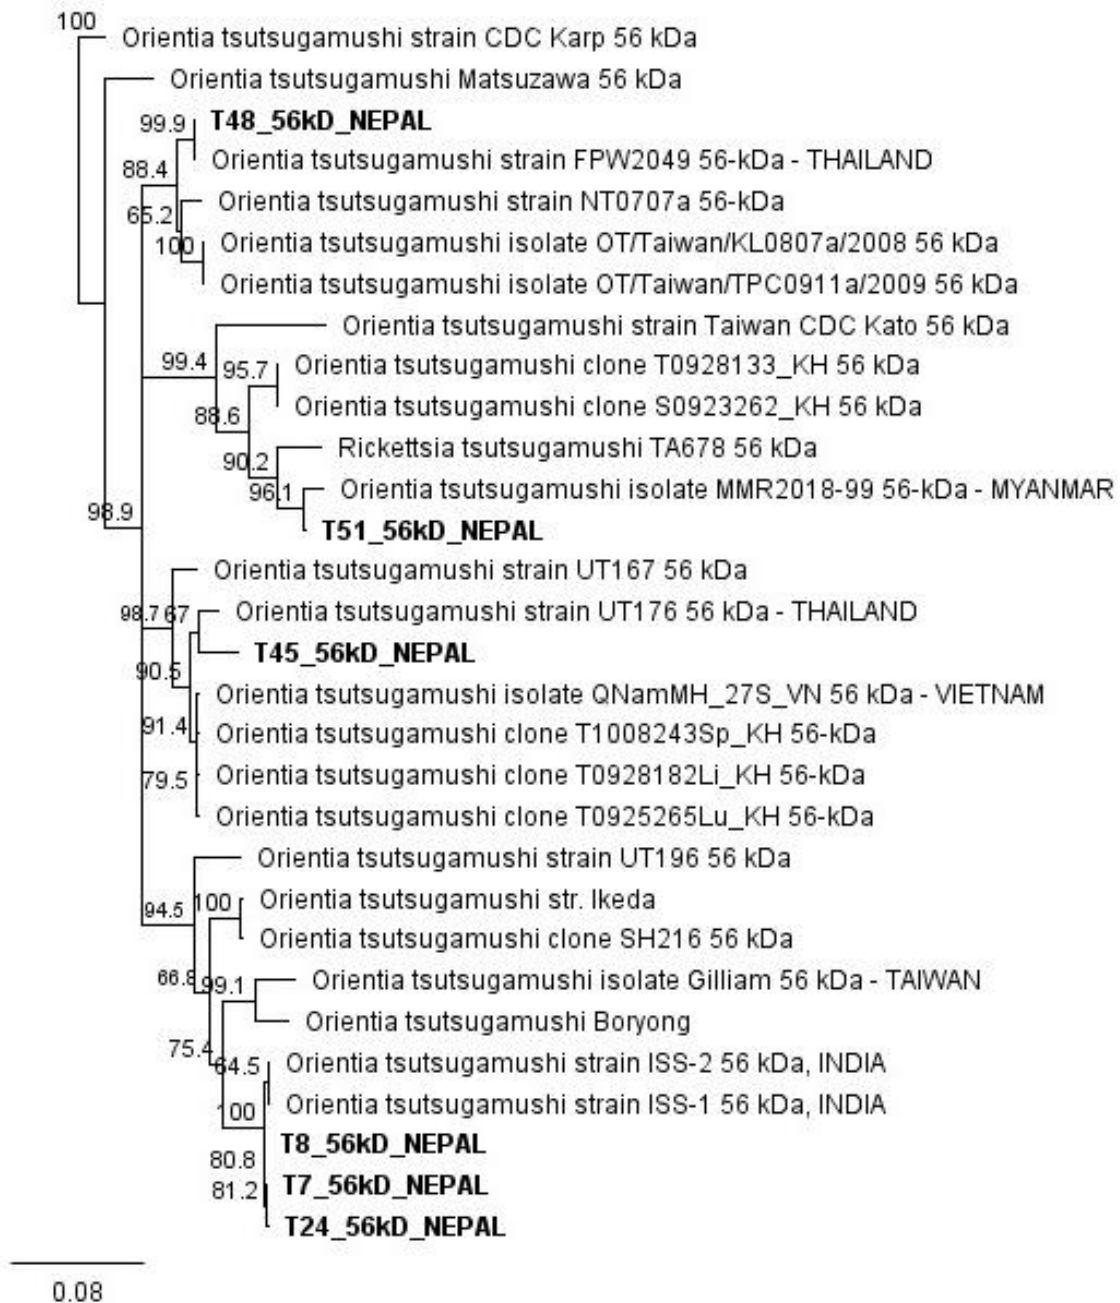 100
Orientia tsutsugamushi strain CDC Karp 56 kDa
Orientia tsutsugamushi Matsuzawa 56 kDa
99.9 T48_56kD_NEPAL
Orientia tsutsugamushi strain FPW2049 56-kDa - THAILAND
88.4
Orientia tsutsugamushi strain NT0707a 56-kDa
65.2
100 Orientia tsutsugamushi isolate OT/Taiwan/KL0807a/2008 56 kDa
Orientia tsutsugamushi isolate OT/Taiwan/TPC0911a/2009 56 kDa
Orientia tsutsugamushi strain Taiwan CDC Kato 56 kDa
99.4 95.7 Orientia tsutsugamushi clone T0928133_KH 56 kDa
Orientia tsutsugamushi clone S0923262_KH 56 kDa
88.6
Rickettsia tsutsugamushi TA678 56 kDa
90.2
96.1 Orientia tsutsugamushi isolate MMR2018-99 56-kDa - MYANMAR
98.9
T51_56kD_NEPAL
Orientia tsutsugamushi strain UT167 56 kDa
98.7 67 Orientia tsutsugamushi strain UT176 56 kDa - THAILAND
T45_56kD_NEPAL
90.5
Orientia tsutsugamushi isolate QNamMH_27S_VN 56 kDa - VIETNAM
91.4 Orientia tsutsugamushi clone T1008243Sp_KH 56-kDa
79.5 Orientia tsutsugamushi clone T0928182Li_KH 56-kDa
Orientia tsutsugamushi clone T0925265Lu_KH 56-kDa
Orientia tsutsugamushi strain UT196 56 kDa
94.5 100 Orientia tsutsugamushi str. Ikeda
Orientia tsutsugamushi clone SH216 56 kDa
66.8 99.1 Orientia tsutsugamushi isolate Gilliam 56 kDa - TAIWAN
Orientia tsutsugamushi Boryong
75.4
64.5 Orientia tsutsugamushi strain ISS-2 56 kDa, INDIA
100 Orientia tsutsugamushi strain ISS-1 56 kDa, INDIA
T8_56kD_NEPAL
80.8
81.2 T7_56kD_NEPAL
T24_56kD_NEPAL
0.08